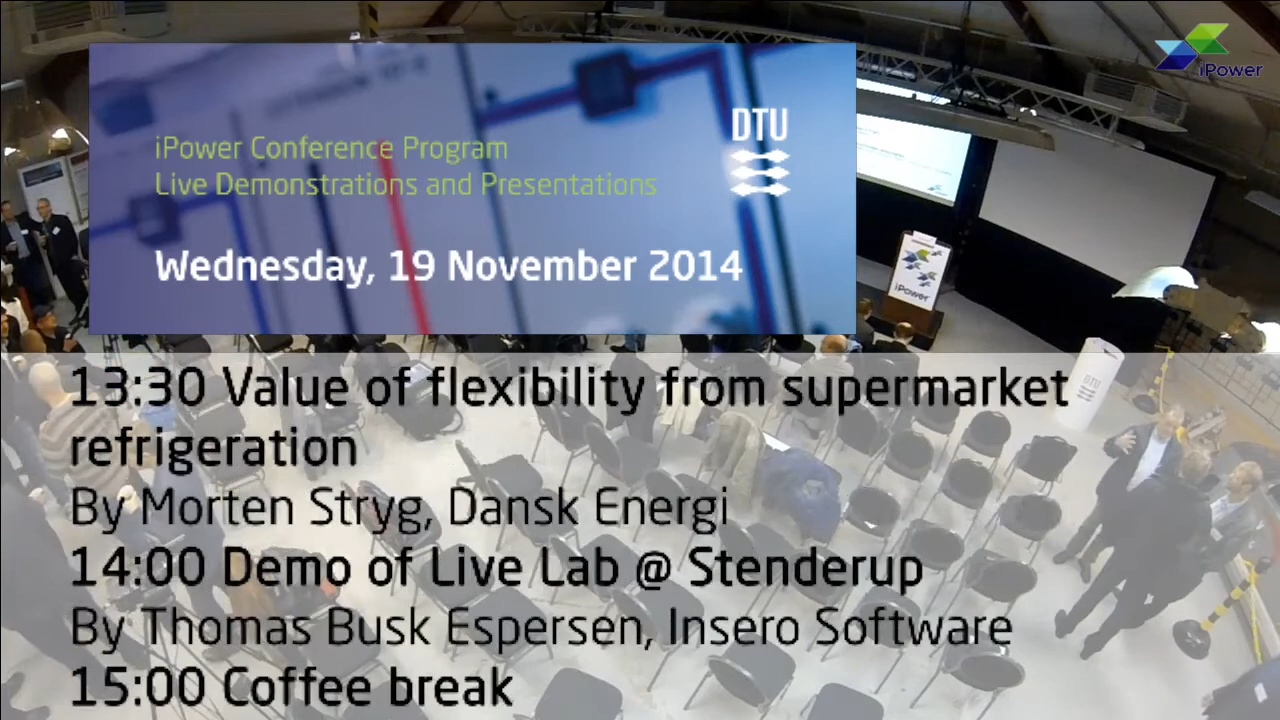 iPower
DTU
iPower Conference Program
Live Demonstrations and Presentations
Wednesday, 19 November 2014
iPower
DTU
13:30 Value of flexibility from supermarket
refrigeration
By Morten Stryg, Dansk Energi
14:00 Demo of Live Lab @ Stenderup
By Thomas Busk Espersen, Insero Software
15:00 Coffee break